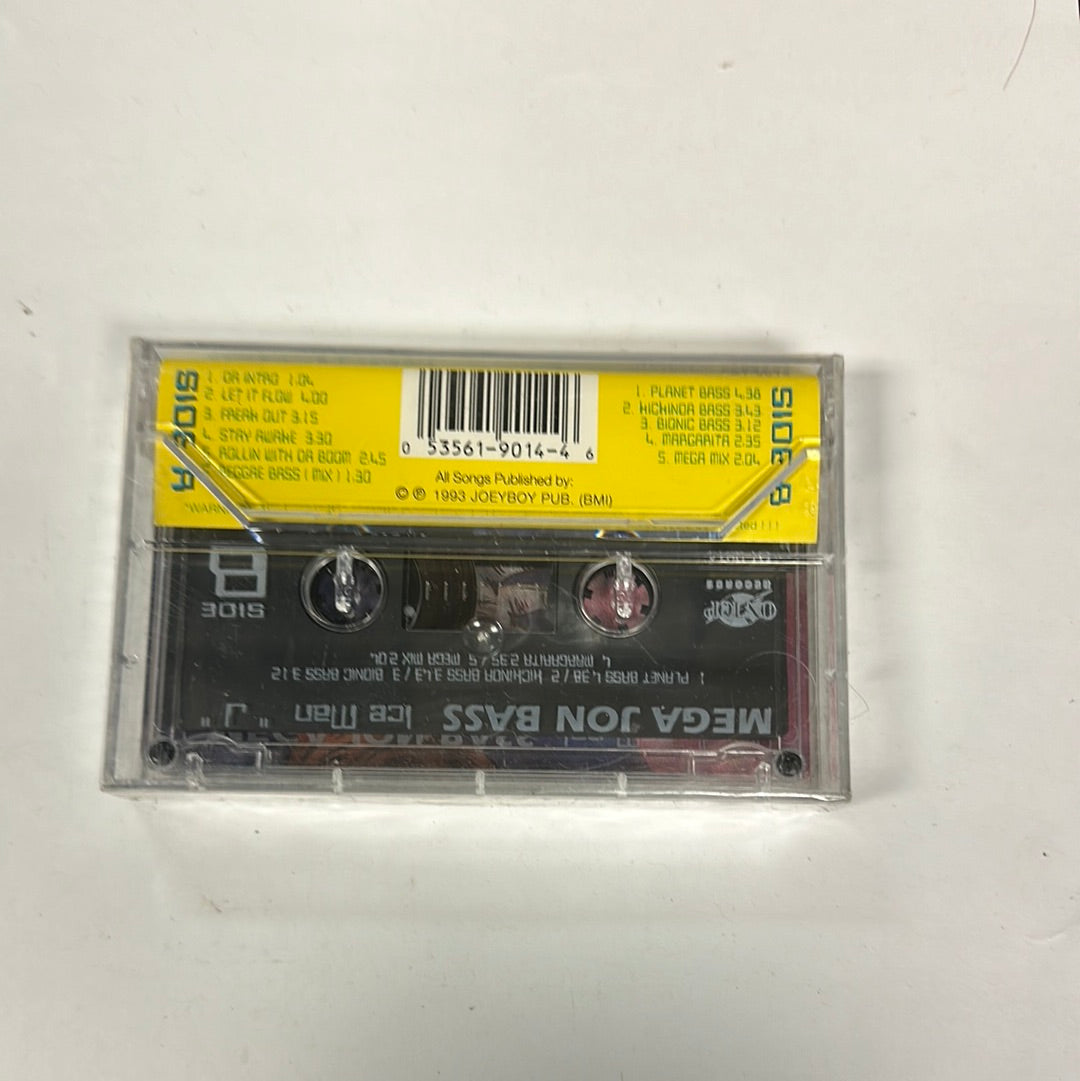 SIDE A
1. DA INTRO 1.04
2. LET IT FLOW 4.00
3. FREAK OUT 3.15
4. STAY AWAKE 3.30
ROLLIN WITH DA BOOM 2.45
REGGAE BASS ( MIX ) 1.30
0 53561-9014-4 6
All Songs Published by:
© ℗ 1993 JOEYBOY PUB. (BMI)
SIDE B
1. PLANET BASS 4.38
2. KICKINDA BASS 3.43
3. BIONIC BASS 3.12
4. MARGARITA 2.35
5. MEGA MIX 2.04
MEGA JON BASS Ice Man "J"
1 PLANET BASS 4.38 / 2 KICKINDA BASS 3.43 / 3 BIONIC BASS 3.12
4 MARGARITA 2.35 / 5 MEGA MIX 2.04
SIDE
B
RECORDS